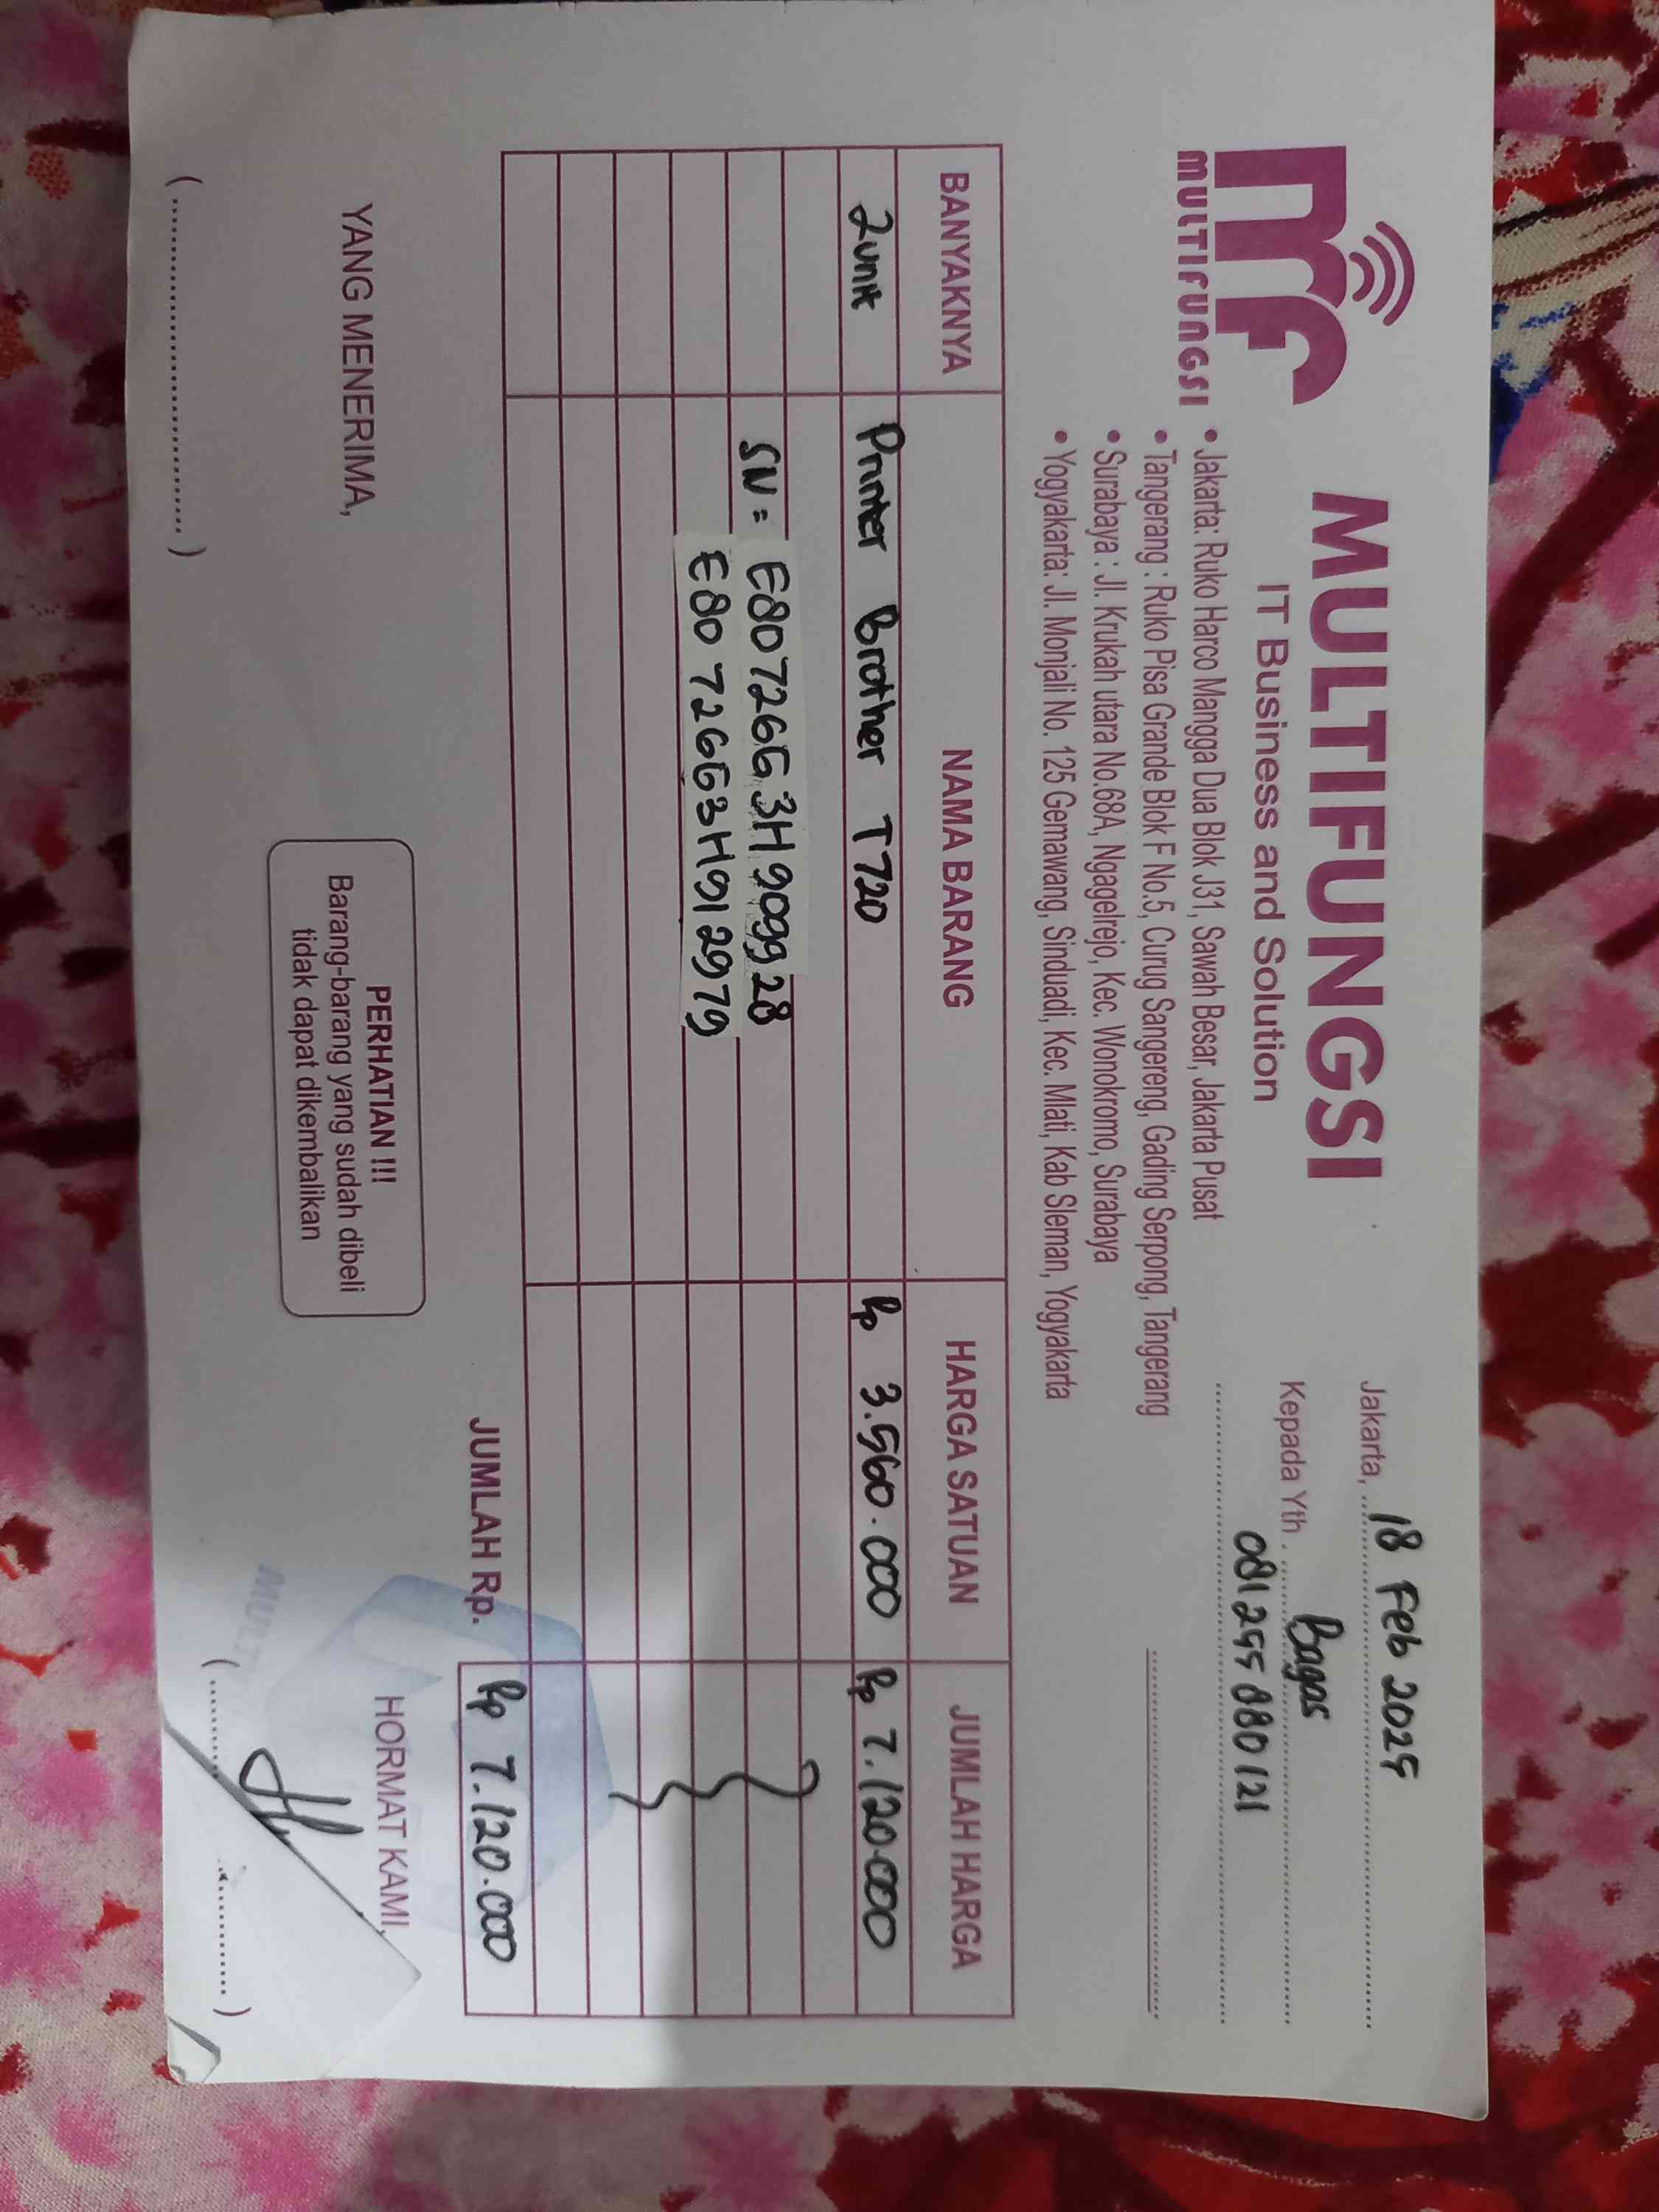 mf
MULTIFUNGSI
MULTIFUNGSI
IT Business and Solution
• Jakarta: Ruko Harco Mangga Dua Blok J31, Sawah Besar, Jakarta Pusat
• Tangerang : Ruko Pisa Grande Blok F No.5, Curug Sangereng, Gading Serpong, Tangerang
• Surabaya : Jl. Krukah utara No.68A, Ngagelrejo, Kec. Wonokromo, Surabaya
• Yogyakarta: Jl. Monjali No. 125 Gemawang, Sinduadi, Kec. Mlati, Kab Sleman, Yogyakarta
Jakarta, 18 Feb 2025
Kepada Yth. Bagas
081295880121
BANYAKNYA NAMA BARANG HARGA SATUAN JUMLAH HARGA
2 unit Printer Brother T720 Rp 3.560.000 Rp 7.120.000
SN = E80726G3H909928
E80726G3H912979
JUMLAH Rp. Rp 7.120.000
YANG MENERIMA,
PERHATIAN !!!
Barang-barang yang sudah dibeli
tidak dapat dikembalikan
HORMAT KAMI,
MULT